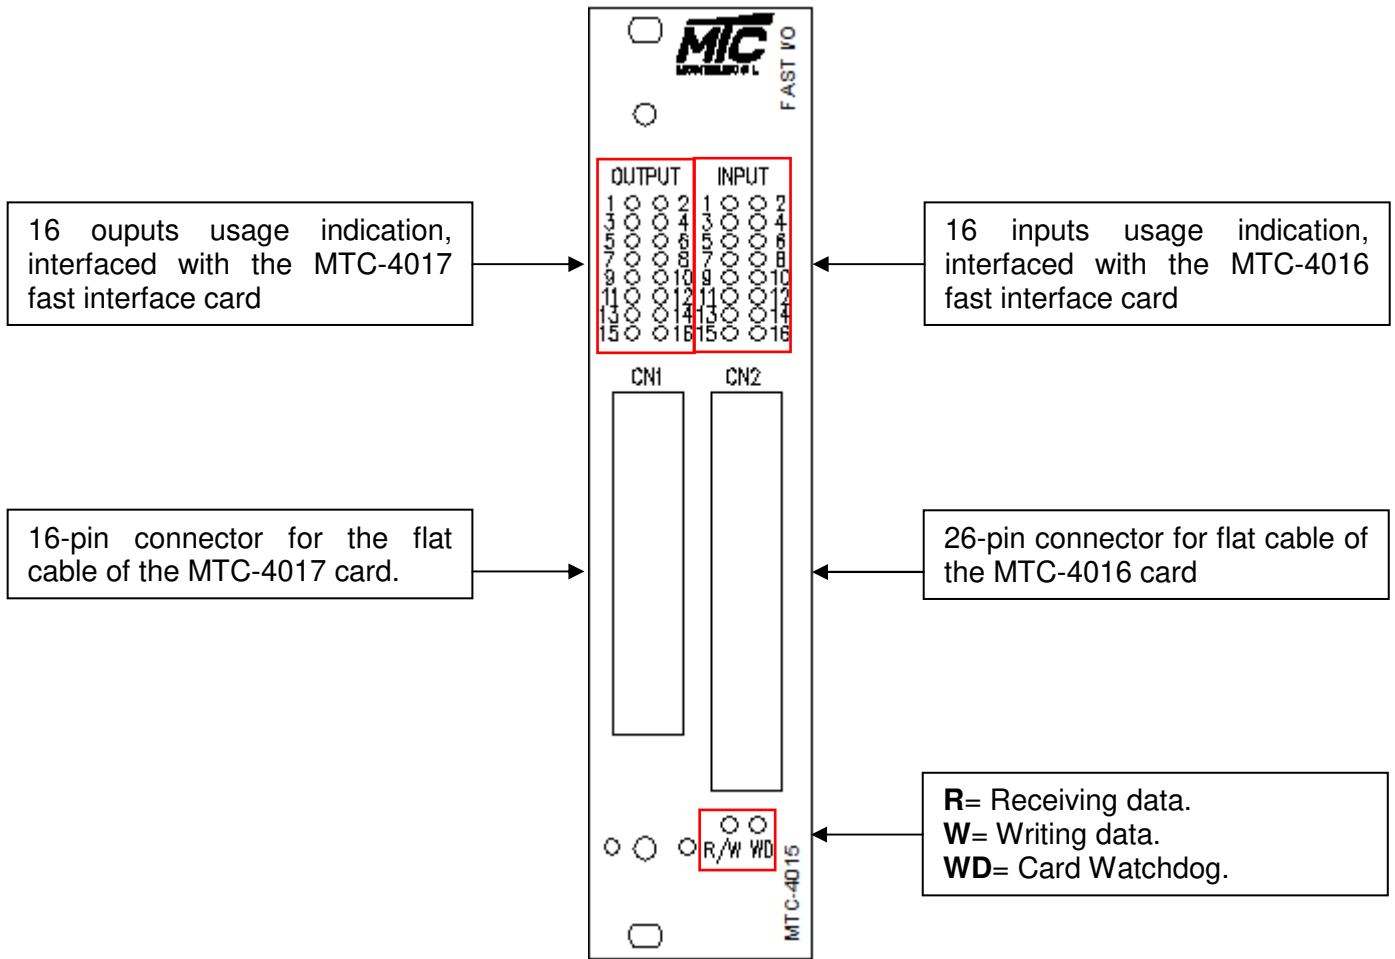 MTC
FAST I/O
OUTPUT INPUT
1 2 1 2
3 4 3 4
5 6 5 6
7 8 7 8
9 10 9 10
11 12 11 12
13 14 13 14
15 16 15 16
16 ouputs usage indication,
interfaced with the MTC-4017
fast interface card
16 inputs usage indication,
interfaced with the MTC-4016
fast interface card
CN1 CN2
16-pin connector for the flat
cable of the MTC-4017 card.
26-pin connector for flat cable of
the MTC-4016 card
R/W WD
R= Receiving data.
W= Writing data.
WD= Card Watchdog.
MTC-4015